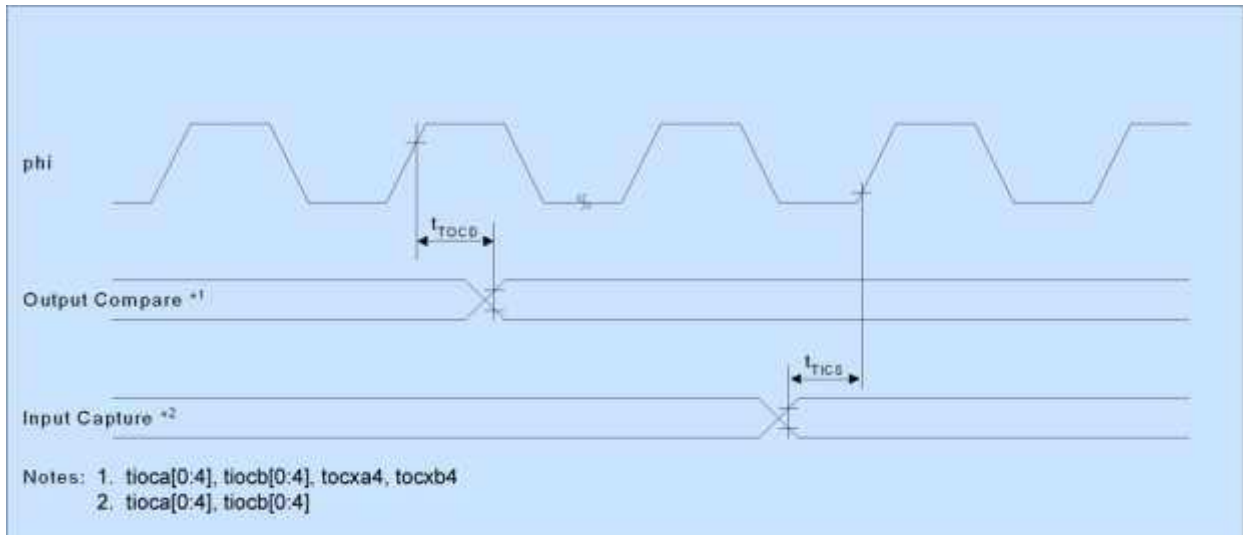 phi
tTOCD
Output Compare *1
tTICS
Input Capture *2
Notes: 1. tioca[0:4], tiocb[0:4], tocxa4, tocxb4
2. tioca[0:4], tiocb[0:4]